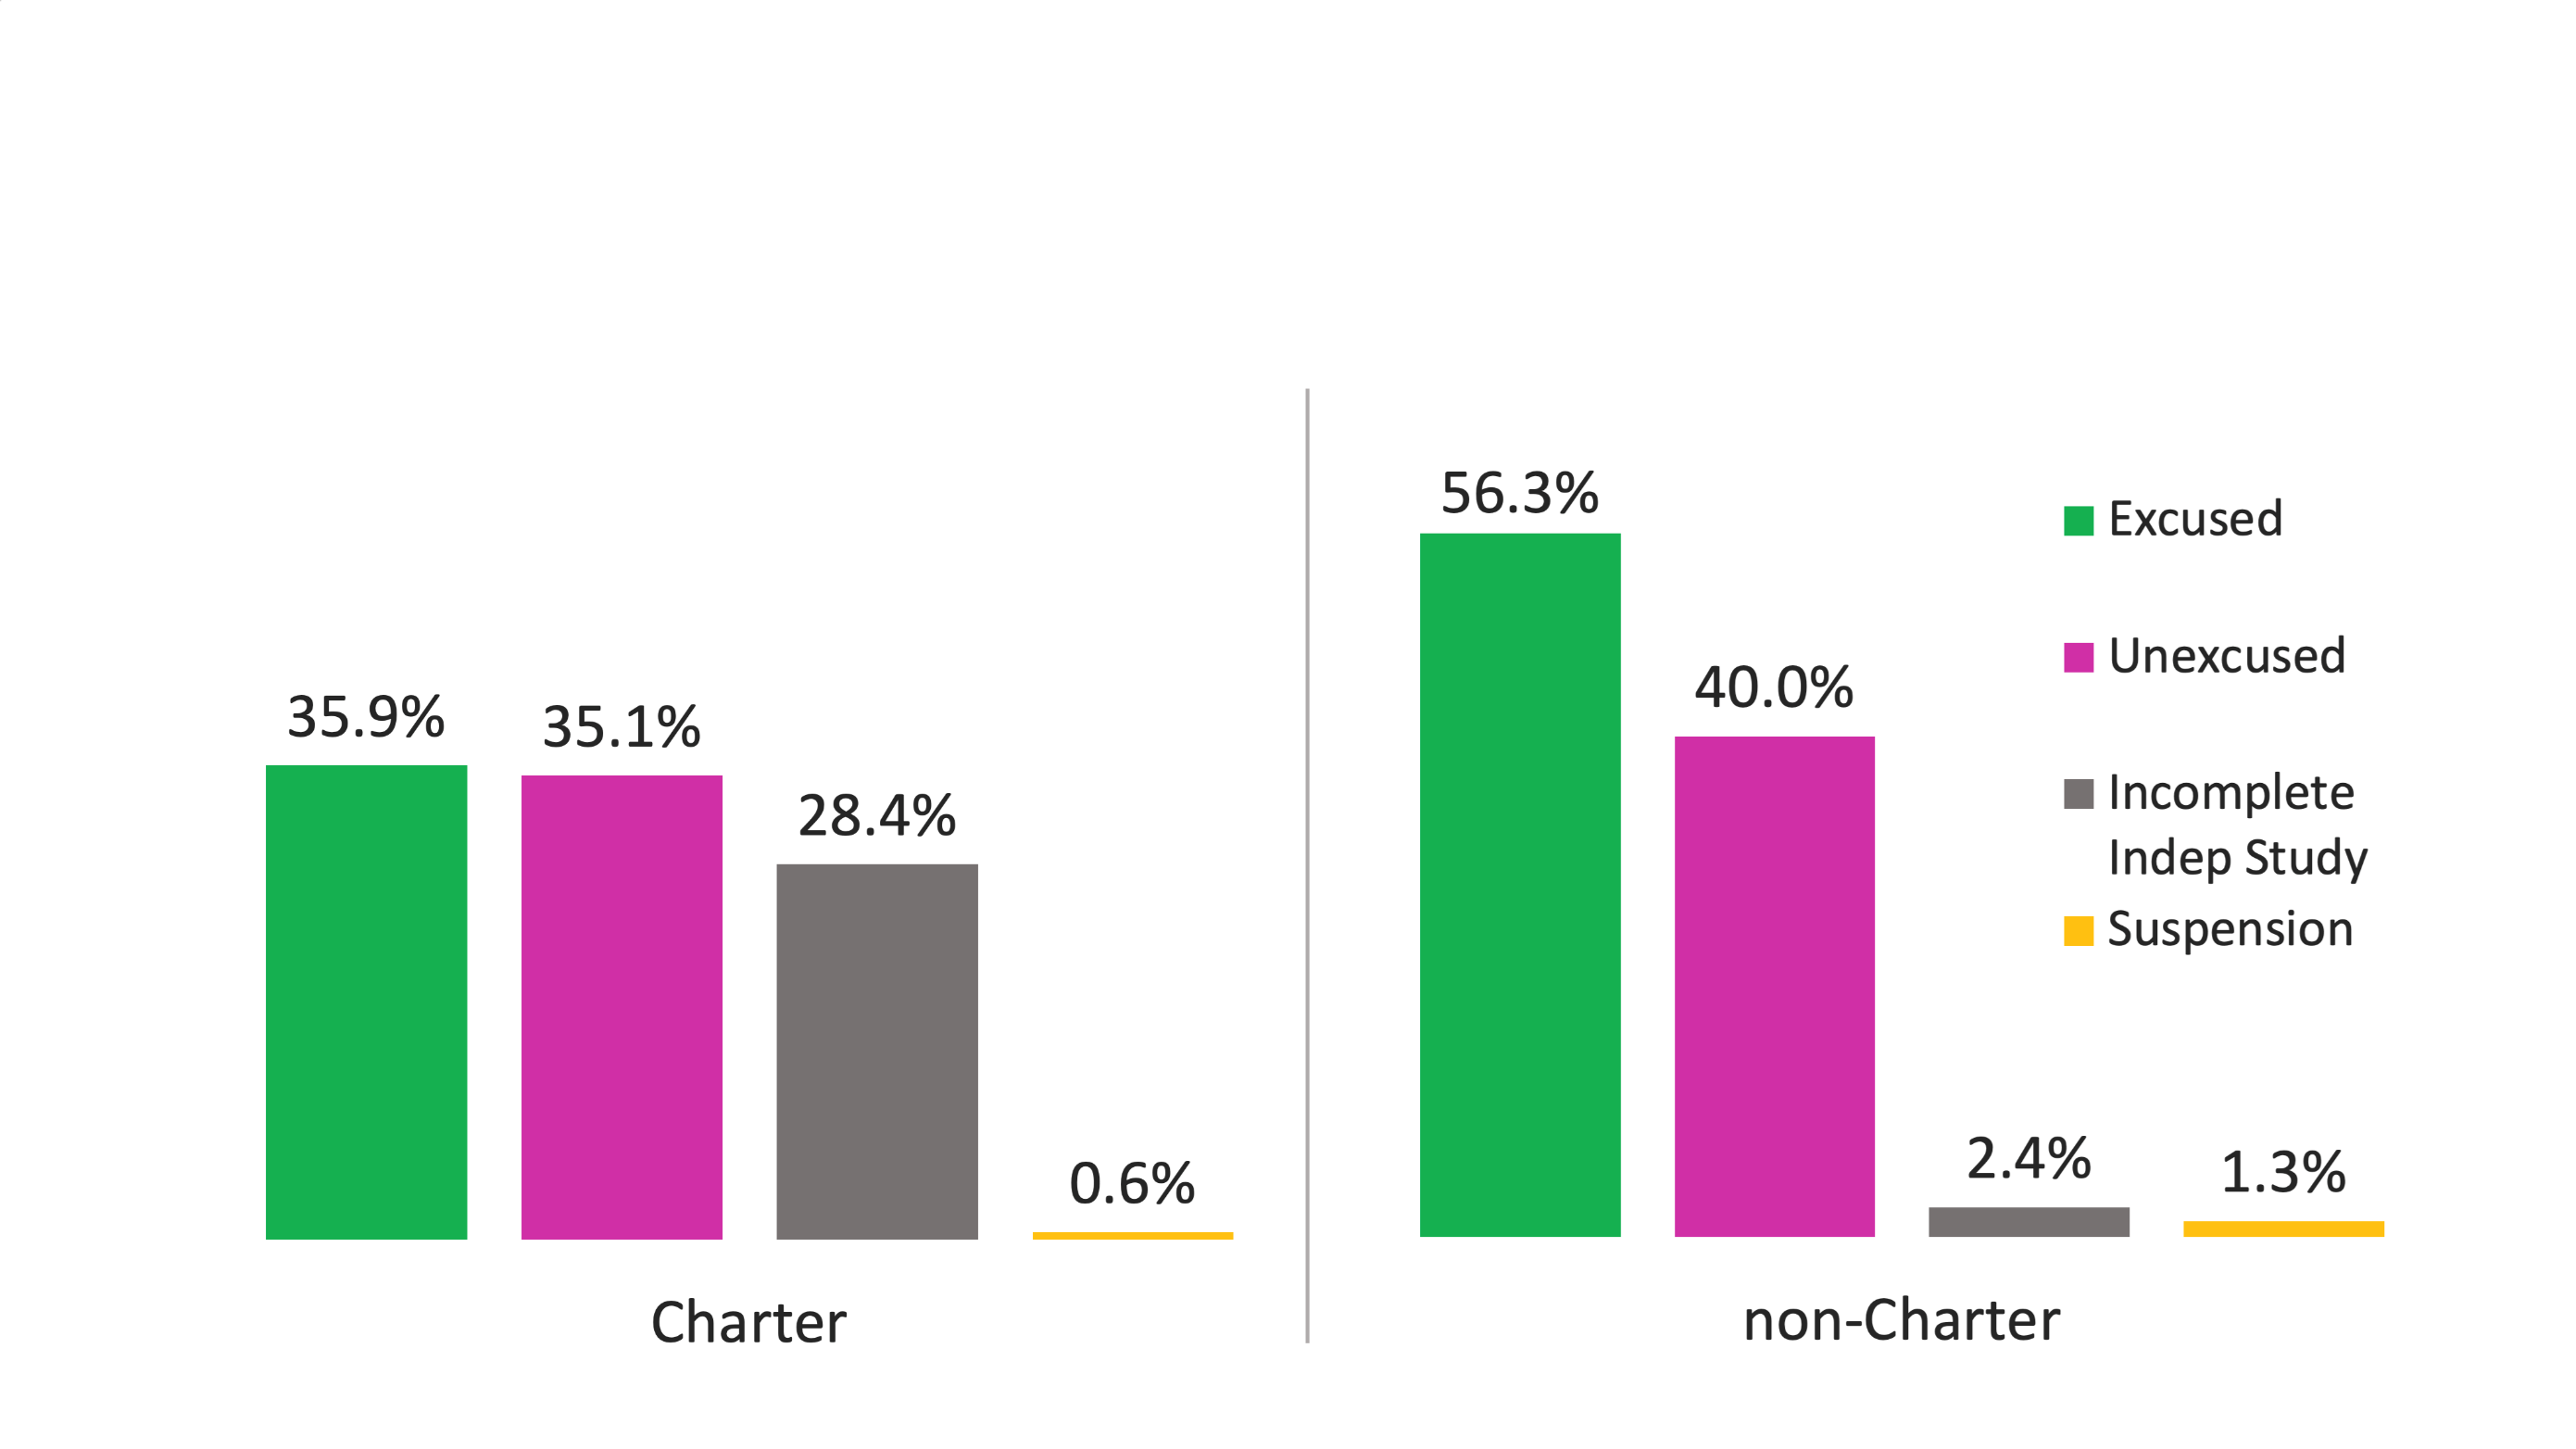 35.9%
35.1%
28.4%
0.6%
Charter
56.3%
40.0%
2.4%
1.3%
non-Charter
Excused
Unexcused
Incomplete
Indep Study
Suspension